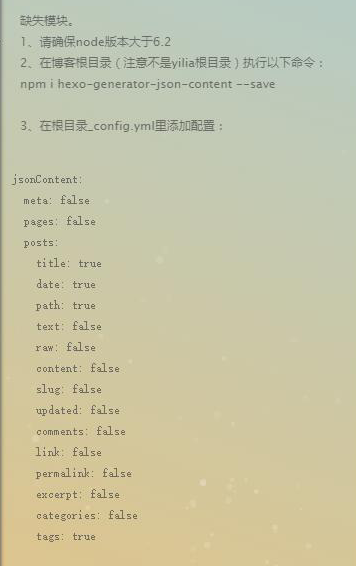 缺失模块。
1、请确保node版本大于6.2
2、在博客根目录（注意不是yilia根目录）执行以下命令：
npm i hexo-generator-json-content --save
3、在根目录_config.yml里添加配置：
jsonContent:
meta: false
pages: false
posts:
title: true
date: true
path: true
text: false
raw: false
content: false
slug: false
updated: false
comments: false
link: false
permalink: false
excerpt: false
categories: false
tags: true